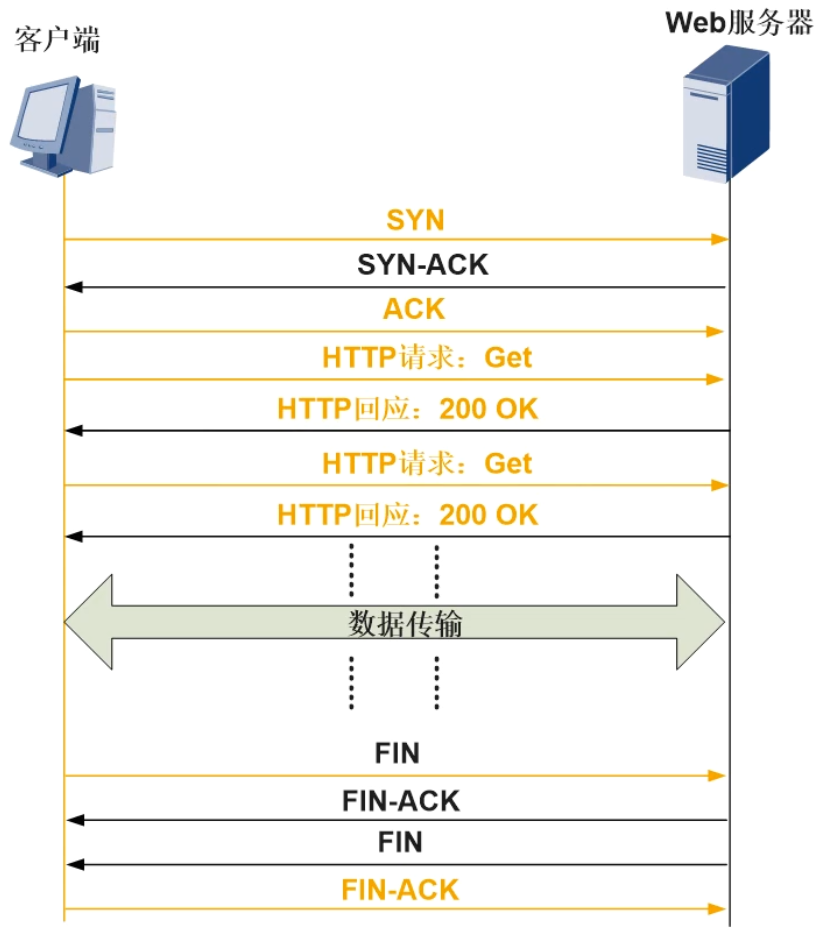 客户端
Web服务器
SYN
SYN-ACK
ACK
HTTP请求：Get
HTTP回应：200 OK
HTTP请求：Get
HTTP回应：200 OK
数据传输
FIN
FIN-ACK
FIN
FIN-ACK